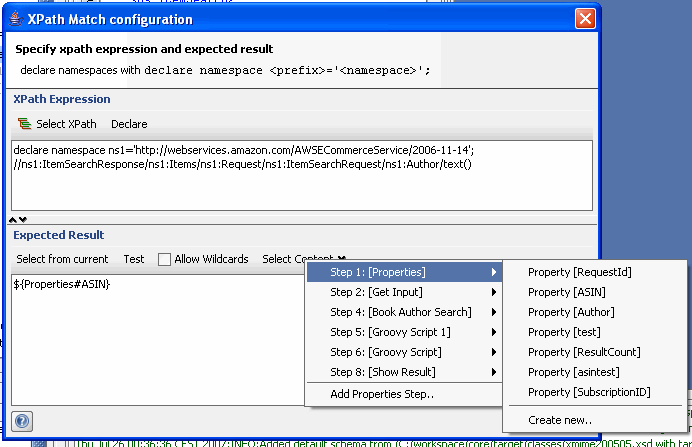 XPath Match configuration
Specify xpath expression and expected result
declare namespaces with declare namespace <prefix>='<namespace>';
XPath Expression
Select XPath Declare
declare namespace ns1='http://webservices.amazon.com/AWSECommerceService/2006-11-14';
//ns1:ItemSearchResponse/ns1:Items/ns1:Request/ns1:ItemSearchRequest/ns1:Author/text()
Expected Result
Select from current Test Allow Wildcards Select Content
${Properties#ASIN}
Step 1: [Properties]
Step 2: [Get Input]
Step 4: [Book Author Search]
Step 5: [Groovy Script 1]
Step 6: [Groovy Script]
Step 8: [Show Result]
Add Properties Step..
Property [RequestId]
Property [ASIN]
Property [Author]
Property [test]
Property [ResultCount]
Property [asintest]
Property [SubscriptionID]
Create new..
?
Thu Jul 26 00:36:36 CEST 2007:INFO:Added default schema from